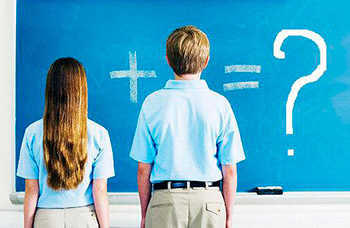 + = ?